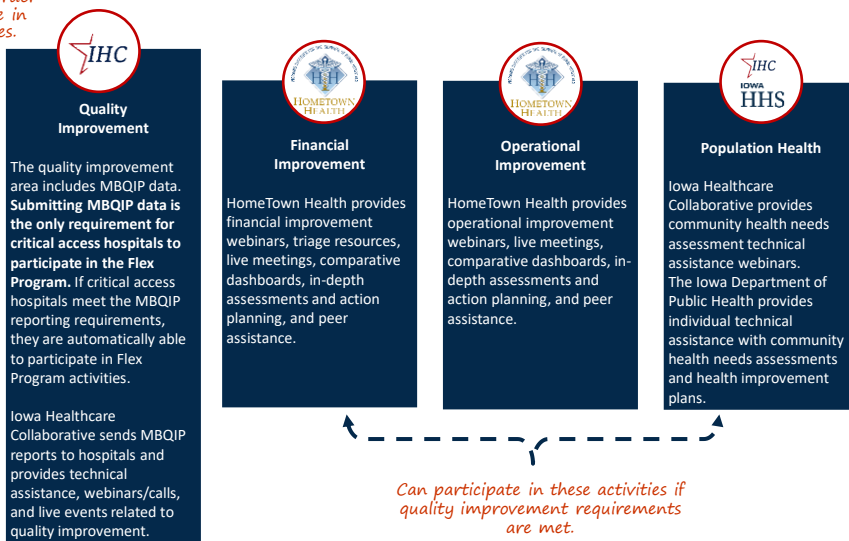 e in
es.
IHC
Quality
Improvement
The quality improvement
area includes MBQIP data.
Submitting MBQIP data is
the only requirement for
critical access hospitals to
participate in the Flex
Program. If critical access
hospitals meet the MBQIP
reporting requirements,
they are automatically able
to participate in Flex
Program activities.
Iowa Healthcare
Collaborative sends MBQIP
reports to hospitals and
provides technical
assistance, webinars/calls,
and live events related to
quality improvement.
HOMETOWN
HEALTH
Financial
Improvement
HomeTown Health provides
financial improvement
webinars, triage resources,
live meetings, comparative
dashboards, in-depth
assessments and action
planning, and peer
assistance.
HOMETOWN
HEALTH
Operational
Improvement
HomeTown Health provides
operational improvement
webinars, live meetings,
comparative dashboards, in-
depth assessments and
action planning, and peer
assistance.
IHC
IOWA
HHS
Population Health
Iowa Healthcare
Collaborative provides
community health needs
assessment technical
assistance webinars.
The Iowa Department of
Public Health provides
individual technical
assistance with community
health needs assessments
and health improvement
plans.
Can participate in these activities if
quality improvement requirements
are met.